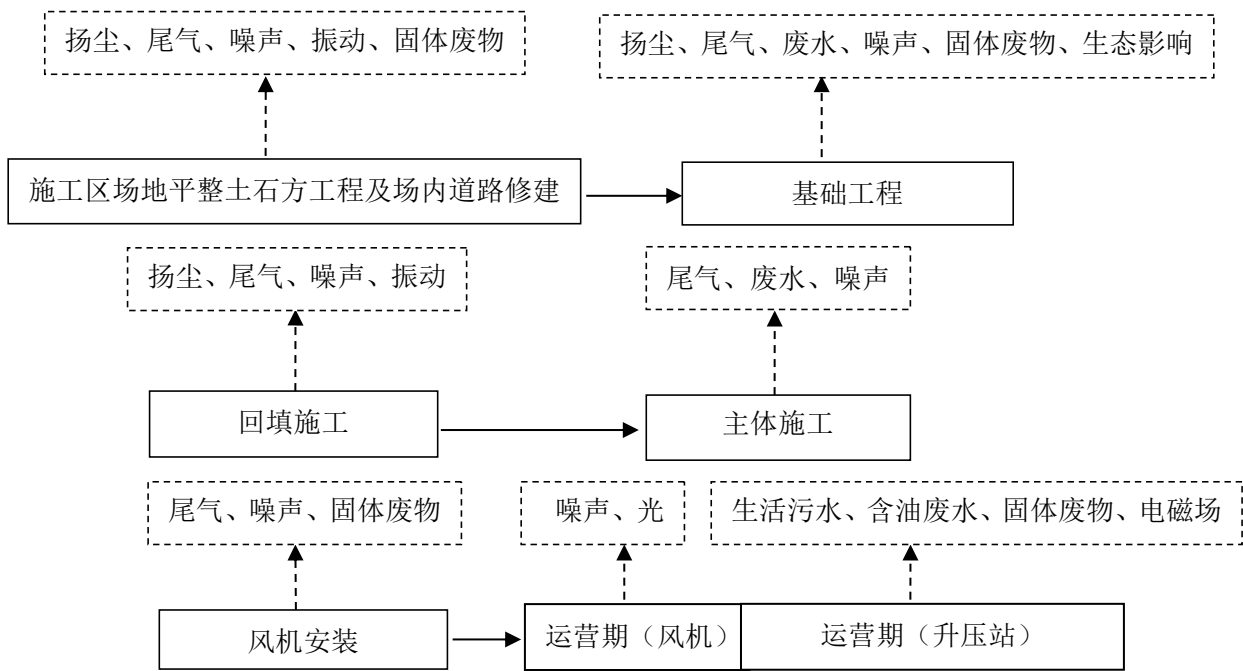 扬尘、尾气、噪声、振动、固体废物
扬尘、尾气、废水、噪声、固体废物、生态影响
施工区场地平整土石方工程及场内道路修建
基础工程
扬尘、尾气、噪声、振动
尾气、废水、噪声
回填施工
主体施工
尾气、噪声、固体废物
噪声、光
生活污水、含油废水、固体废物、电磁场
风机安装
运营期（风机）
运营期（升压站）